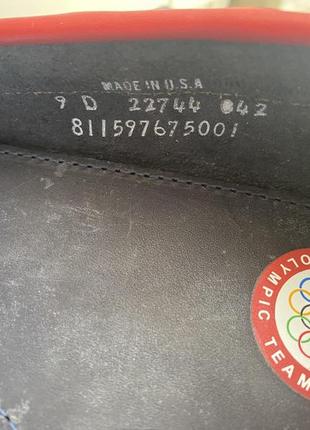 MADE IN U.S.A
9 D 22744 042
811597675001
OLYMPIC TEAM